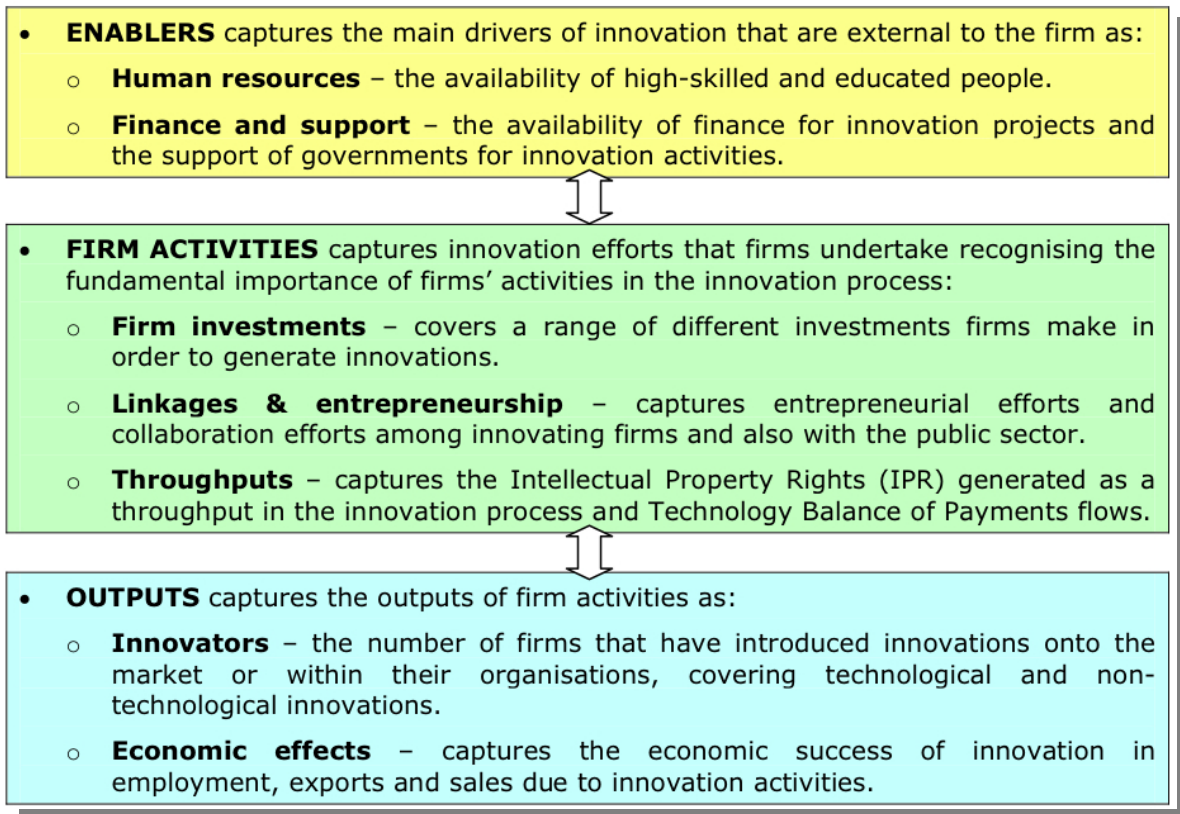 • ENABLERS captures the main drivers of innovation that are external to the firm as:
o Human resources – the availability of high-skilled and educated people.
o Finance and support – the availability of finance for innovation projects and
the support of governments for innovation activities.
• FIRM ACTIVITIES captures innovation efforts that firms undertake recognising the
fundamental importance of firms’ activities in the innovation process:
o Firm investments – covers a range of different investments firms make in
order to generate innovations.
o Linkages & entrepreneurship – captures entrepreneurial efforts and
collaboration efforts among innovating firms and also with the public sector.
o Throughputs – captures the Intellectual Property Rights (IPR) generated as a
throughput in the innovation process and Technology Balance of Payments flows.
• OUTPUTS captures the outputs of firm activities as:
o Innovators – the number of firms that have introduced innovations onto the
market or within their organisations, covering technological and non-
technological innovations.
o Economic effects – captures the economic success of innovation in
employment, exports and sales due to innovation activities.